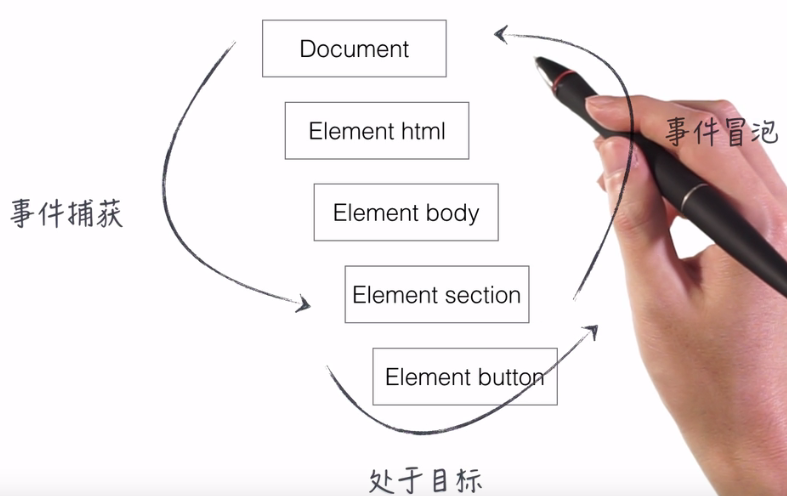 Document
Element html
事件冒泡
Element body
事件捕获
Element section
Element button
处于目标